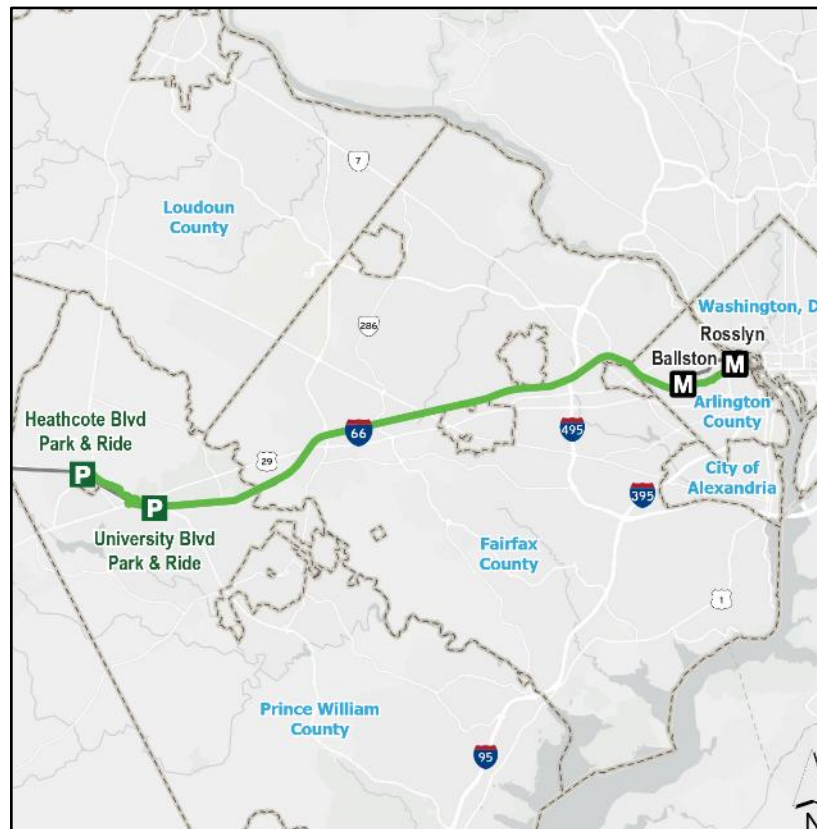 7
Loudoun
County
286
Washington, D
Rosslyn
Ballston
M
M
Arlington
County
Heathcote Blvd
Park & Ride
P
29
66
495
City of
Alexandria
395
P
University Blvd
Park & Ride
Fairfax
County
1
Prince William
County
95
N